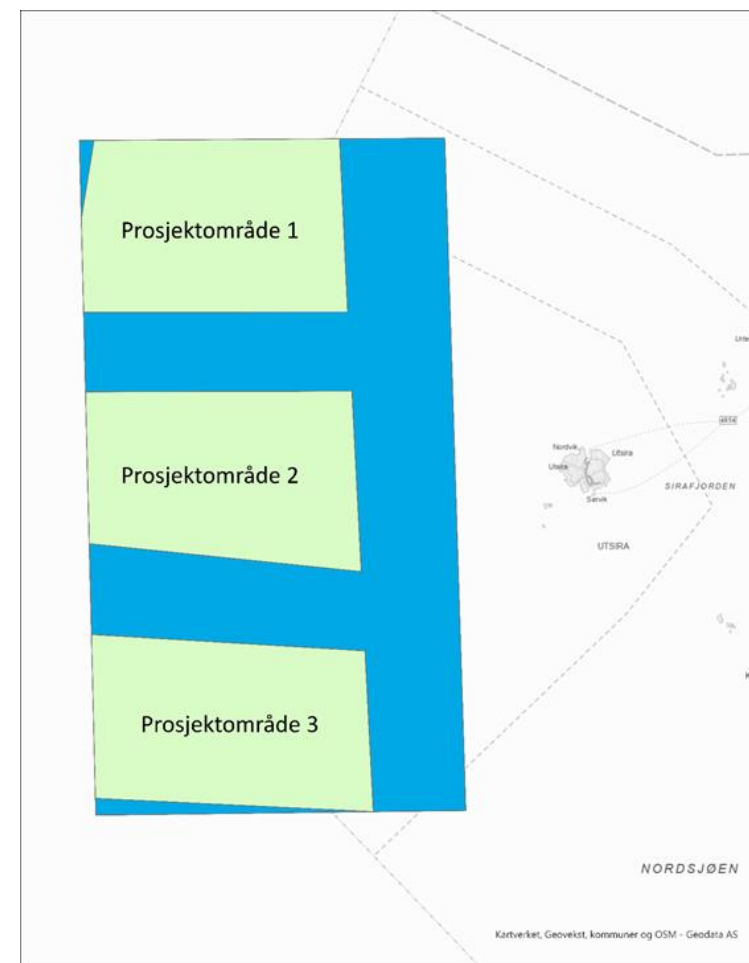 Prosjektområde 1
Prosjektområde 2
Prosjektområde 3
Nordvik
Utsira
Utsira
Sørvik
SIRAFJORDEN
UTSIRA
NORDSJØEN
Kartverket, Geovekst, kommuner og OSM - Geodata AS